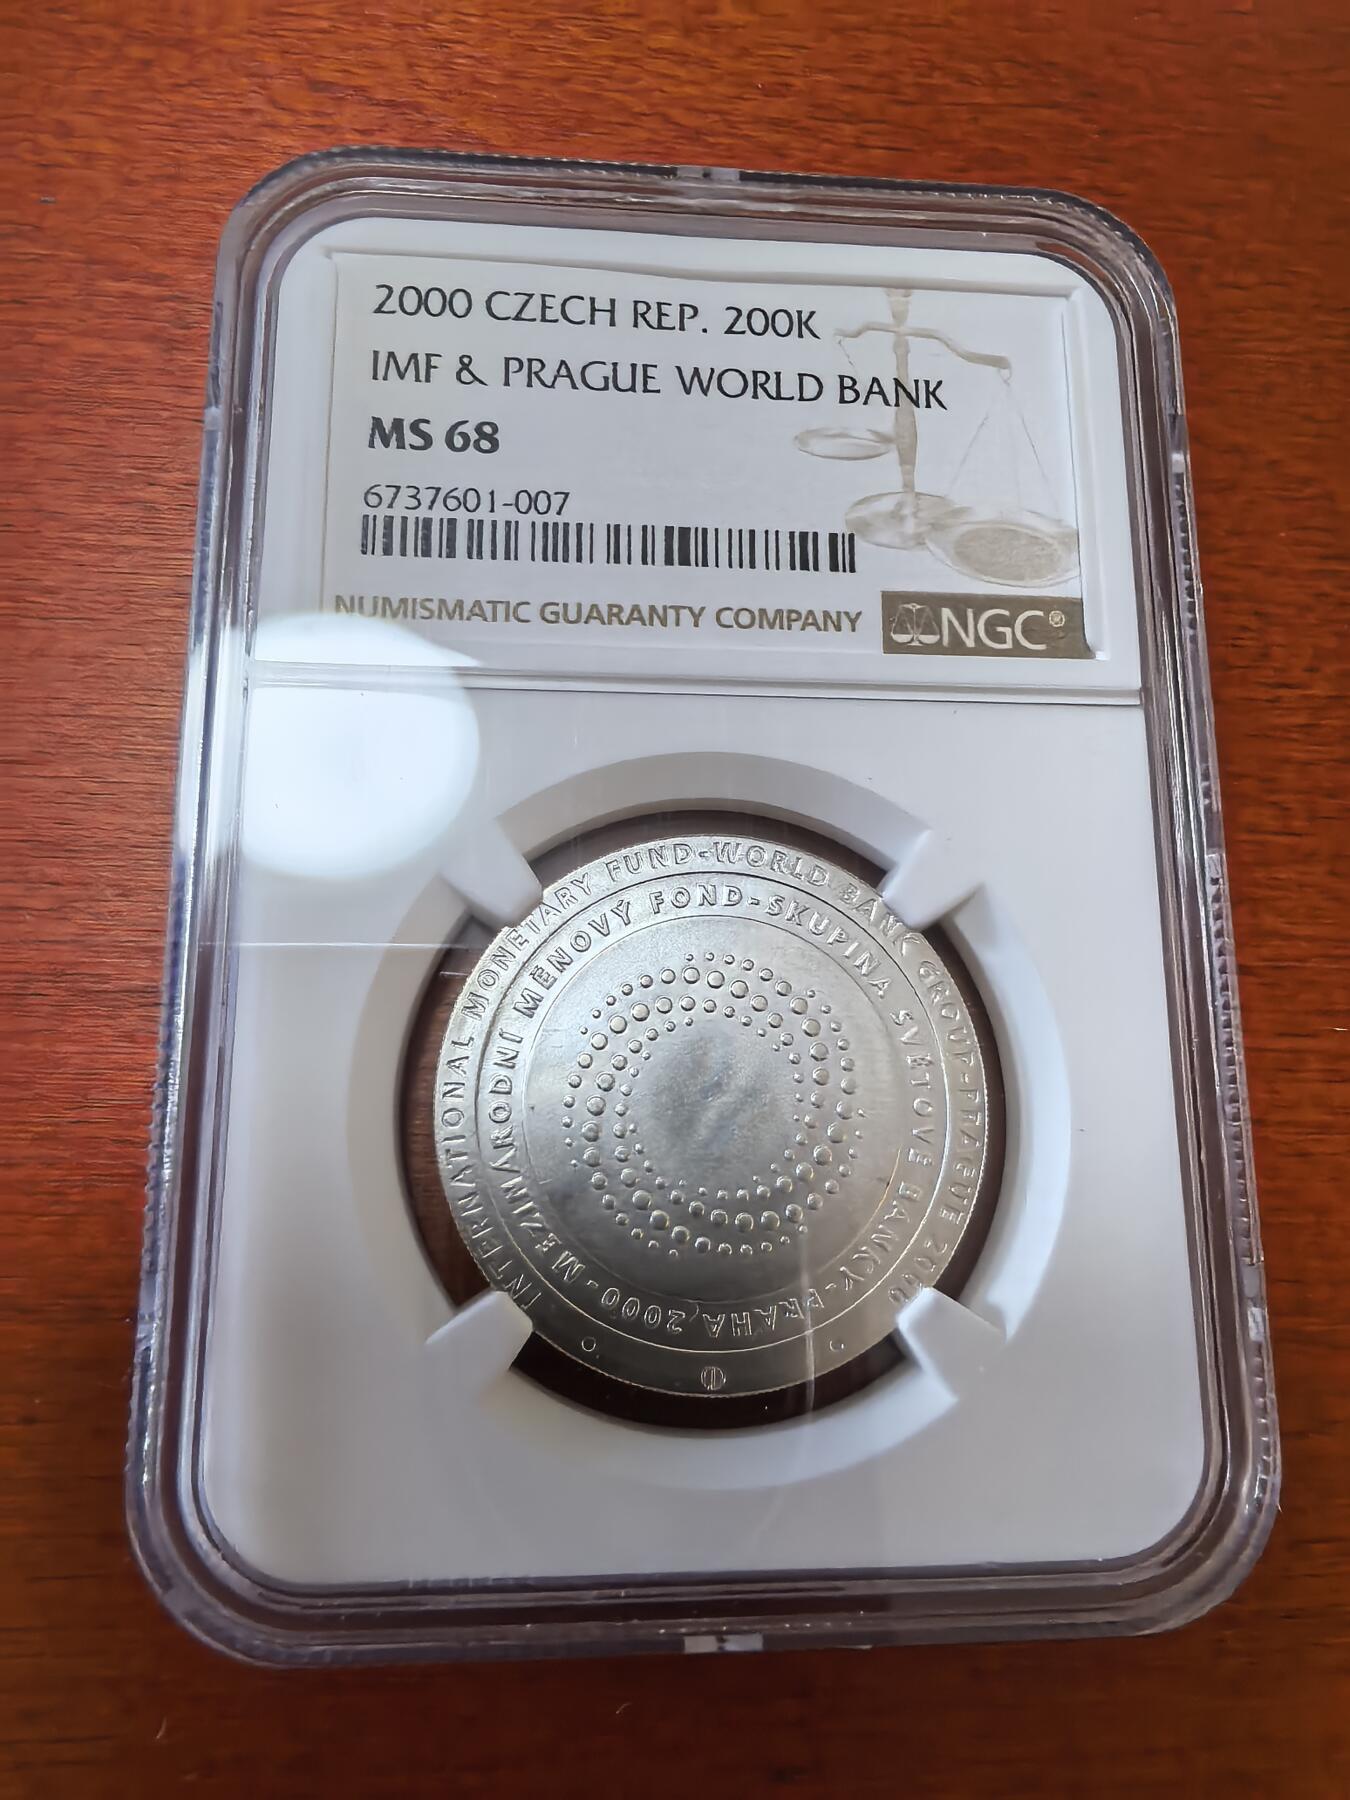 2000 CZECH REP. 200K
IMF & PRAGUE WORLD BANK
MS 68
6737601-007
NUMISMATIC GUARANTY COMPANY
NGC®
INTERNATIONAL MONETARY FUND-WORLD BANK GROUP-PRAGUE 2000
MEZINÁRODNÍ MĚNOVÝ FOND-SKUPINA SVĚTOVÉ BANKY-PRAHA 2000-